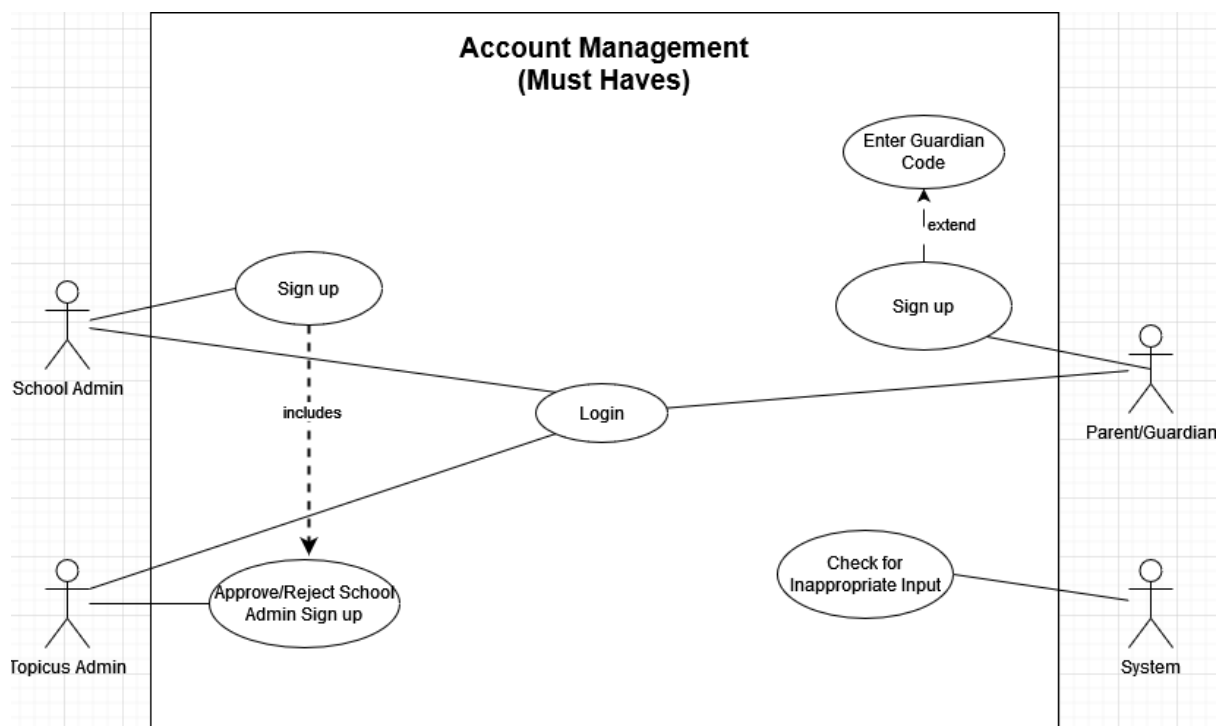 Account Management
(Must Haves)
Enter Guardian
Code
extend
Sign up
Sign up
School Admin
includes
Login
Parent/Guardian
Check for
Inappropriate Input
Approve/Reject School
Admin Sign up
Topicus Admin
System